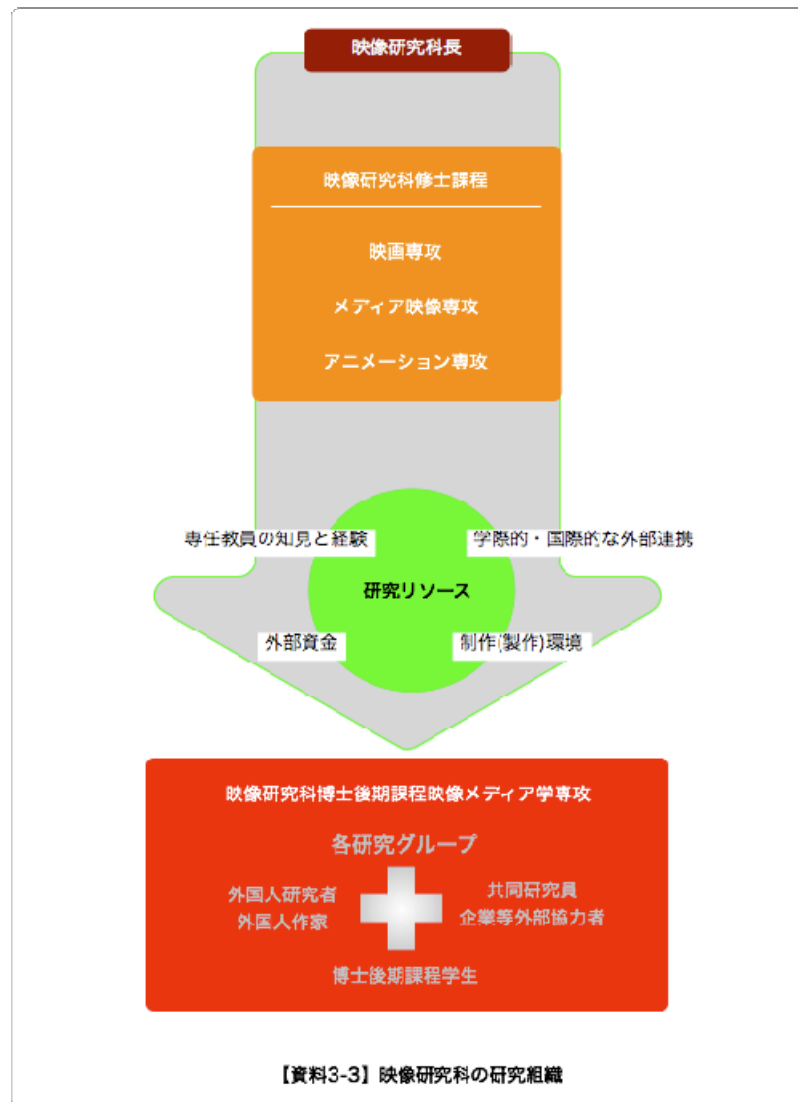 映像研究科長
映像研究科修士課程
映画専攻
メディア映像専攻
アニメーション専攻
専任教員の知見と経験
学際的・国際的な外部連携
研究リソース
外部資金
制作(製作)環境
映像研究科博士後期課程映像メディア学専攻
各研究グループ
外国人研究者
外国人作家
共同研究員
企業等外部協力者
博士後期課程学生
【資料3-3】映像研究科の研究組織